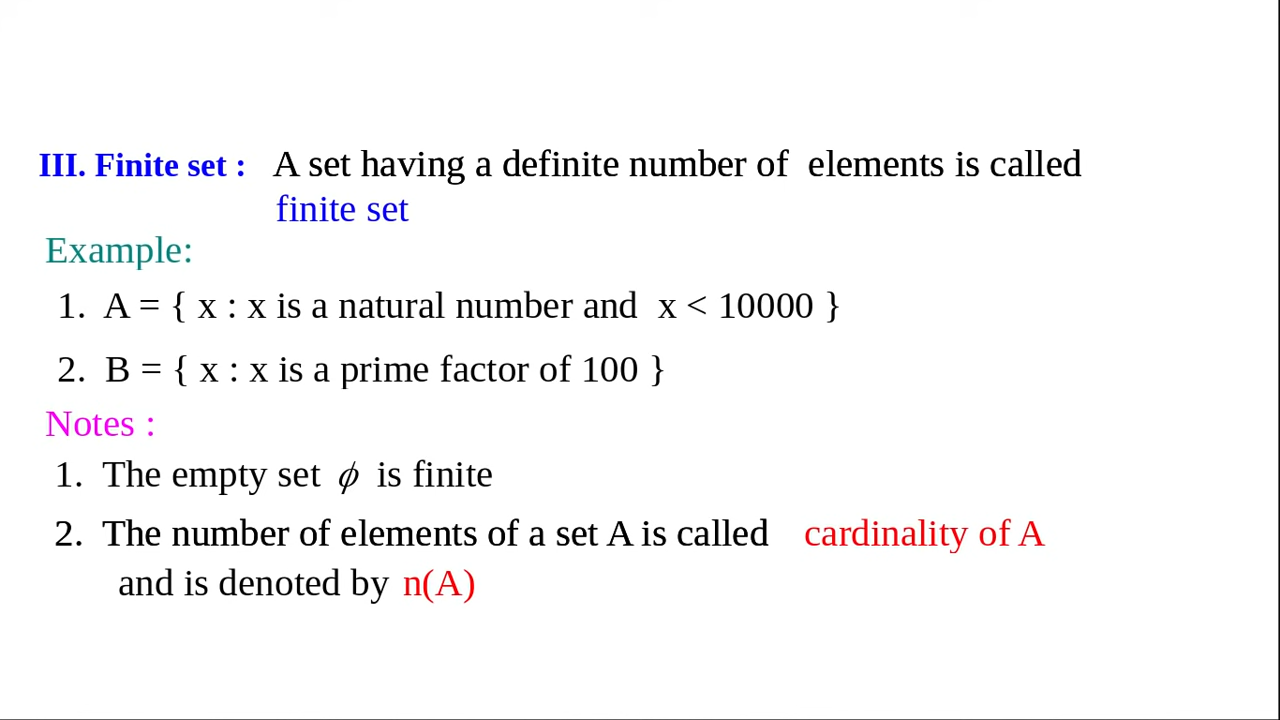 III. Finite set : A set having a definite number of elements is called
finite set
Example:
1. A = { x : x is a natural number and x < 10000 }
2. B = { x : x is a prime factor of 100 }
Notes :
1. The empty set ϕ is finite
2. The number of elements of a set A is called cardinality of A
and is denoted by n(A)